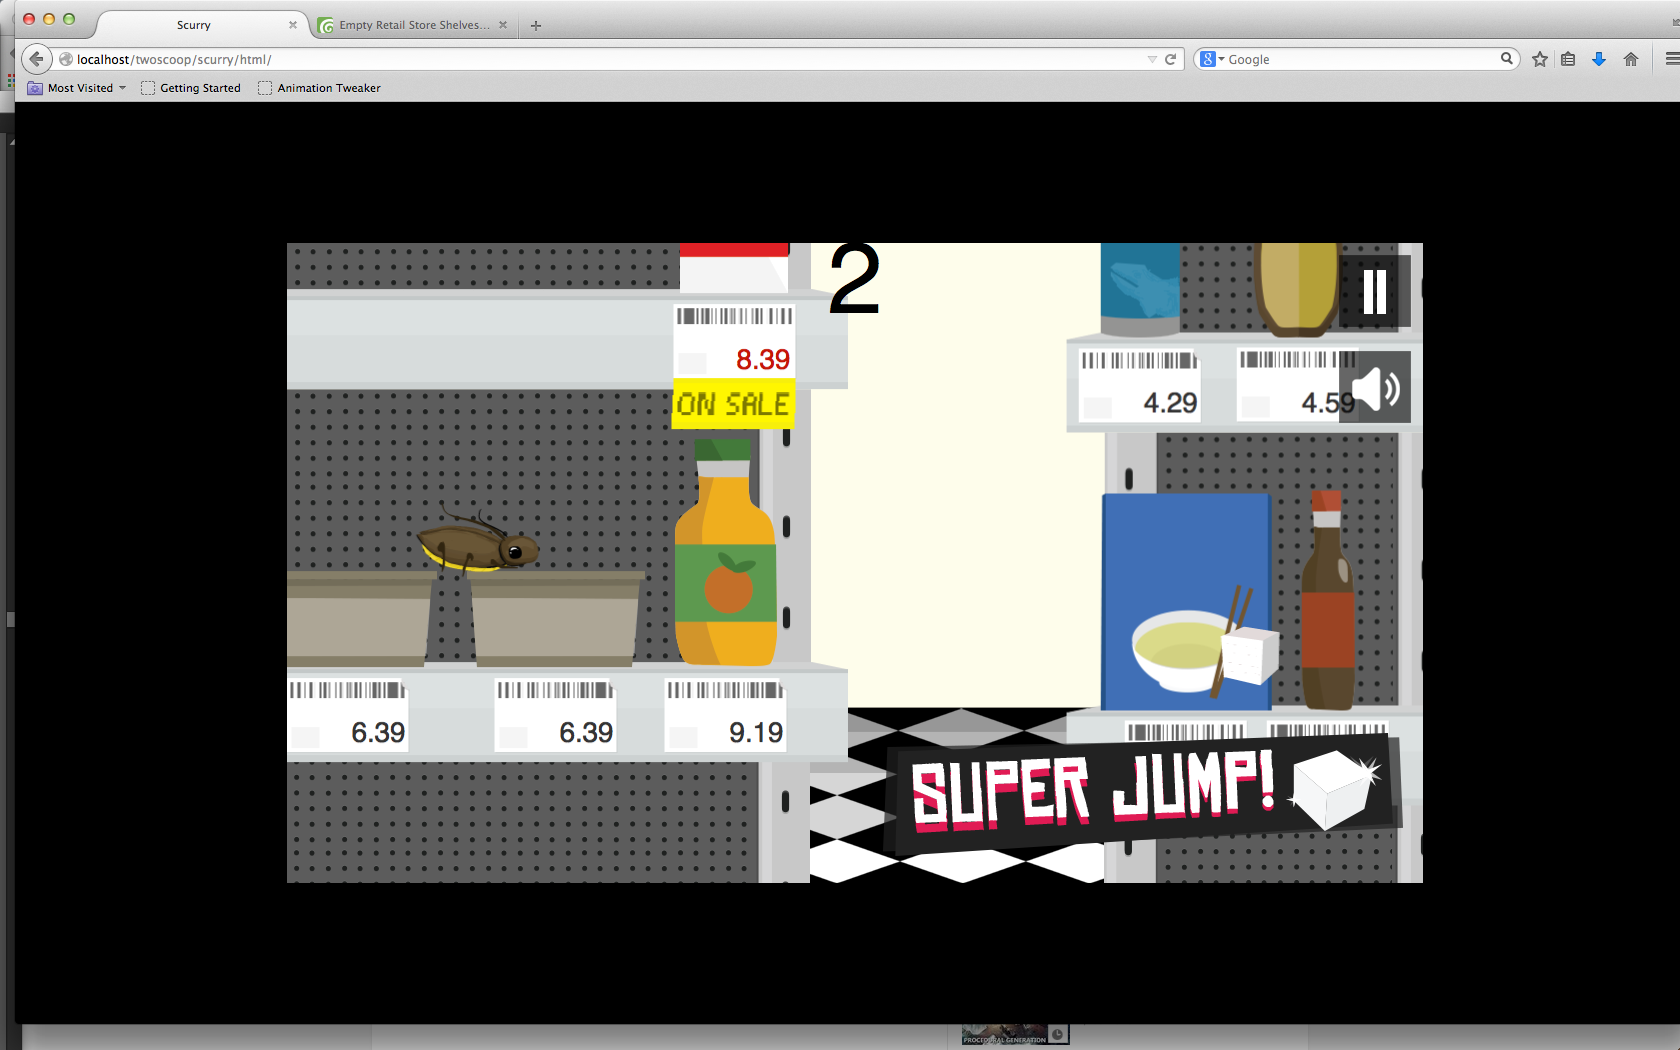 Scurry
Empty Retail Store Shelves...
localhost/twoscoop/scurry/html/
Google
Most Visited
Getting Started
Animation Tweaker
2
8.39
ON SALE
4.29
4.59
6.39
6.39
9.19
SUPER JUMP!
PROCEDURAL GENERATION